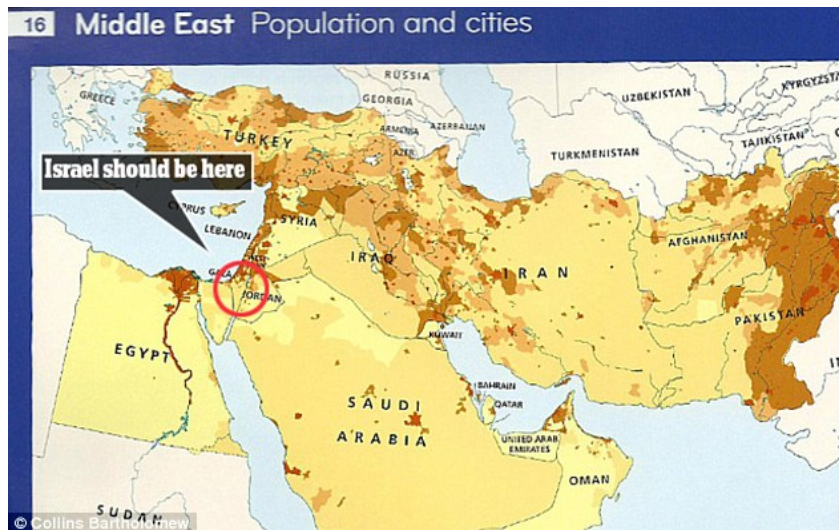 16 Middle East Population and cities
RUSSIA
GREECE
GEORGIA
UZBEKISTAN
KYRGYZST
TURKEY
ARMENIA
AZERBAIJAN
AZER.
TURKMENISTAN
TAJIKISTAN
Israel should be here
CYPRUS
SYRIA
LEBANON
AFGHANISTAN
IRAQ
IRAN
GAZA
JORDAN
PAKISTAN
KUWAIT
EGYPT
BAHRAIN
QATAR
SAUDI
ARABIA
UNITED ARAB
EMIRATES
OMAN
SUDAN
© Collins Bartholomew